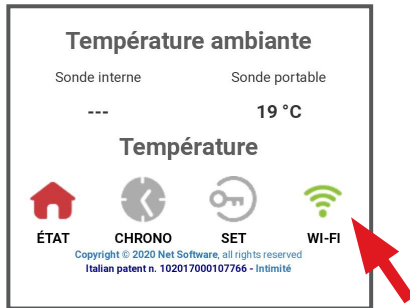 Température ambiante
Sonde interne Sonde portable
--- 19 °C
Température
ÉTAT CHRONO SET WI-FI
Copyright © 2020 Net Software, all rights reserved
Italian patent n. 102017000107766 - Intimité